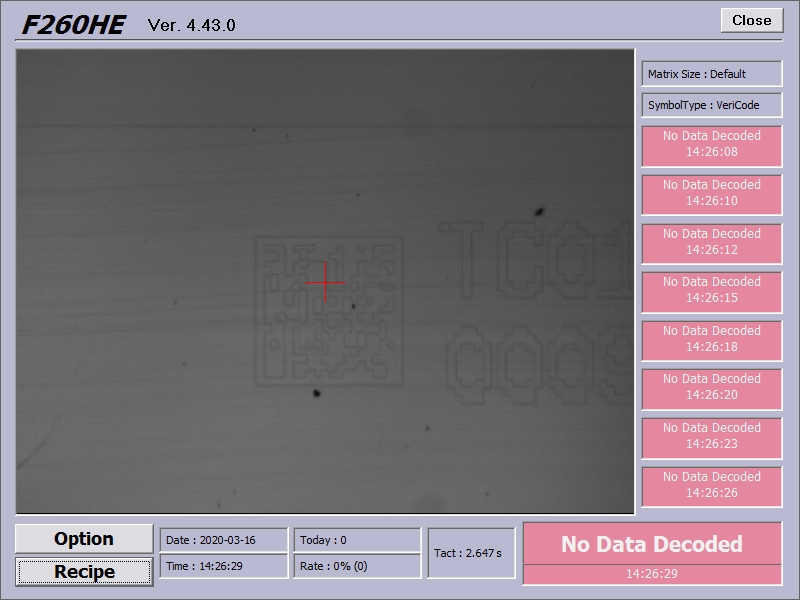 F260HE Ver. 4.43.0
Close
Matrix Size : Default
SymbolType : VeriCode
No Data Decoded
14:26:08
No Data Decoded
14:26:10
No Data Decoded
14:26:12
No Data Decoded
14:26:15
No Data Decoded
14:26:18
No Data Decoded
14:26:20
No Data Decoded
14:26:23
No Data Decoded
14:26:26
TC01
0009
Option
Recipe
Date : 2020-03-16
Time : 14:26:29
Today : 0
Rate : 0% (0)
Tact : 2.647 s
No Data Decoded
14:26:29